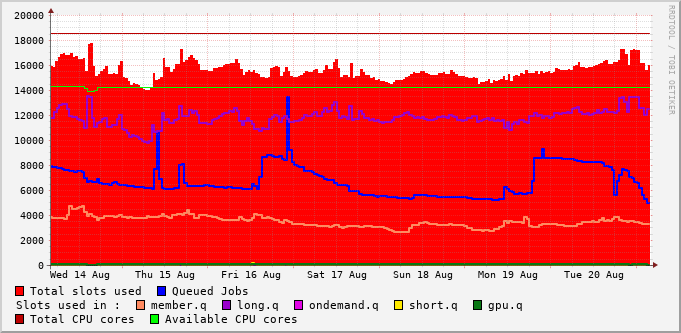 20000
18000
16000
14000
12000
10000
8000
6000
4000
2000
0
Wed 14 Aug Thu 15 Aug Fri 16 Aug Sat 17 Aug Sun 18 Aug Mon 19 Aug Tue 20 Aug
Total slots used Queued Jobs
Slots used in : member.q long.q ondemand.q short.q gpu.q
Total CPU cores Available CPU cores
RRDTOOL / TOBI OETIKER